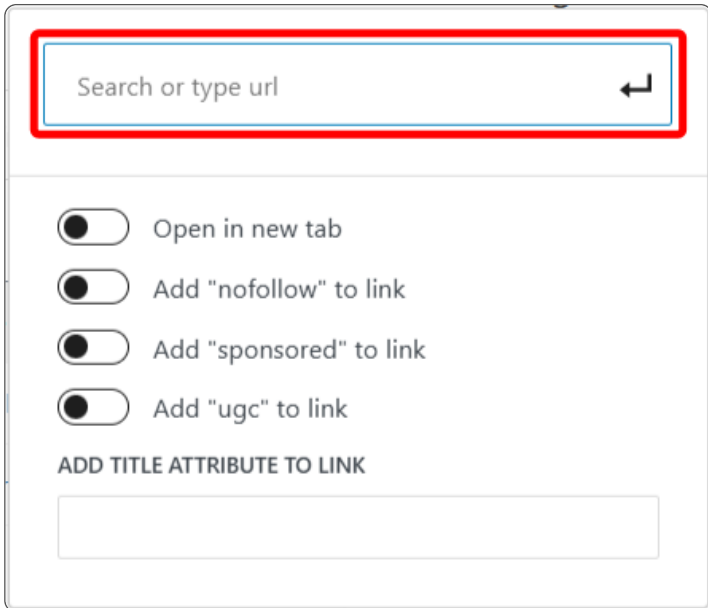 Search or type url
Open in new tab
Add "nofollow" to link
Add "sponsored" to link
Add "ugc" to link
ADD TITLE ATTRIBUTE TO LINK